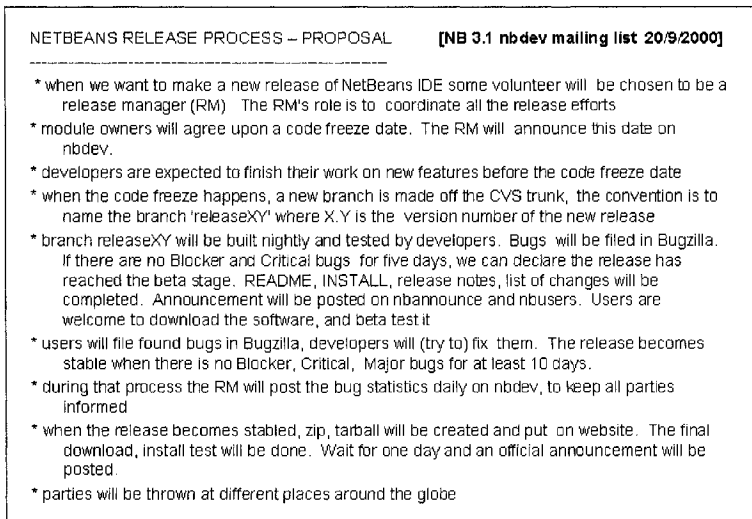 NETBEANS RELEASE PROCESS – PROPOSAL [NB 3.1 nbdev mailing list 20/9/2000]
----------------------------------------------
* when we want to make a new release of NetBeans IDE some volunteer will be chosen to be a
release manager (RM) The RM's role is to coordinate all the release efforts
* module owners will agree upon a code freeze date. The RM will announce this date on
nbdev.
* developers are expected to finish their work on new features before the code freeze date
* when the code freeze happens, a new branch is made off the CVS trunk, the convention is to
name the branch 'releaseXY' where X.Y is the version number of the new release
* branch releaseXY will be built nightly and tested by developers. Bugs will be filed in Bugzilla.
If there are no Blocker and Critical bugs for five days, we can declare the release has
reached the beta stage. README, INSTALL, release notes, list of changes will be
completed. Announcement will be posted on nbannounce and nbusers. Users are
welcome to download the software, and beta test it
* users will file found bugs in Bugzilla, developers will (try to) fix them. The release becomes
stable when there is no Blocker, Critical, Major bugs for at least 10 days.
* during that process the RM will post the bug statistics daily on nbdev, to keep all parties
informed
* when the release becomes stabled, zip, tarball will be created and put on website. The final
download, install test will be done. Wait for one day and an official announcement will be
posted.
* parties will be thrown at different places around the globe